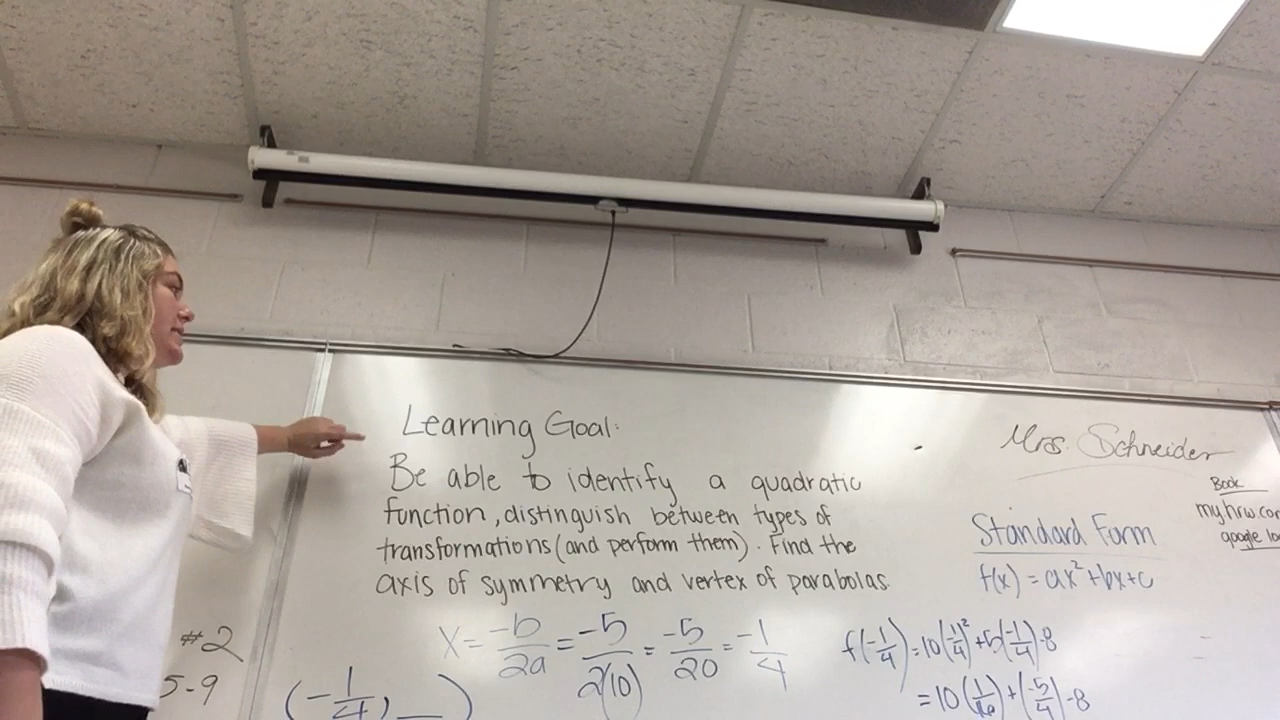 Learning Goal:
Be able to identify a quadratic
function, distinguish between types of
transformations (and perform them). Find the
axis of symmetry and vertex of parabolas.
Mrs. Schneider
Book
my.hrw.com
google
Standard Form
f(x) = ax² + bx + c
X = -b/2a = -5/2(10) = -5/20 = -1/4
f(-1/4) = 10(-1/4)² + 5(-1/4) - 8
= 10(1/16) + (-5/4) - 8
(-1/4, __)
#2
5-9